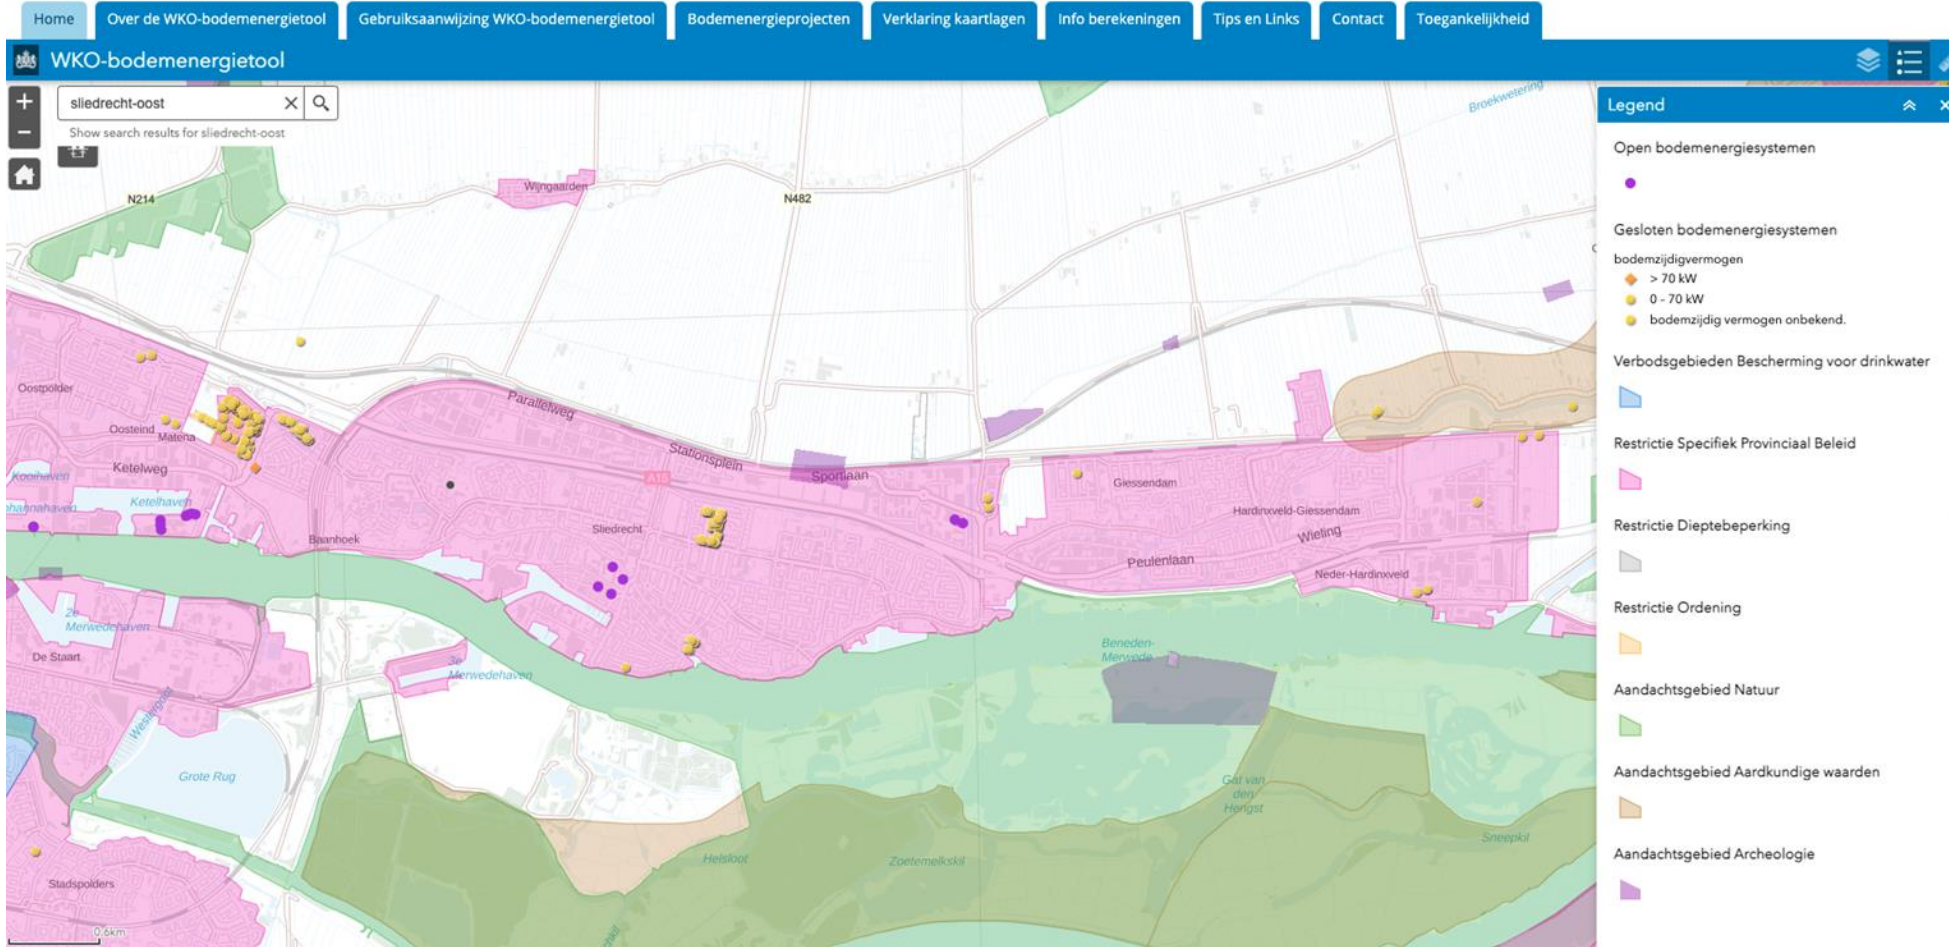 Home
Over de WKO-bodemenergietool
Gebruiksaanwijzing WKO-bodemenergietool
Bodemenergieprojecten
Verklaring kaartlagen
Info berekeningen
Tips en Links
Contact
Toegankelijkheid
WKO-bodemenergietool
sliedrecht-oost
Show search results for sliedrecht-oost
Broekwetering
Wijngaarden
N214
N482
Oostpolder
Parallelweg
Oosteind
Matena
Ketelweg
Stationsplein
A15
Sportlaan
Kooihaven
Ketelhaven
Giessendam
Hardinxveld-Giessendam
Sliedrecht
Baanhoek
Wieling
Peulenlaan
Neder-Hardinxveld
2e
Merwedehaven
De Staart
3e
Merwedehaven
Beneden-
Merwede
Grote Rug
Gat van
den
Hengst
Sneepkil
Helsloot
Zoetemelkskil
Stadspolders
0.6km
Legend
Open bodemenergiesystemen
Gesloten bodemenergiesystemen
bodemzijdigvermogen
> 70 kW
0 - 70 kW
bodemzijdig vermogen onbekend.
Verbodsgebieden Bescherming voor drinkwater
Restrictie Specifiek Provinciaal Beleid
Restrictie Dieptebeperking
Restrictie Ordening
Aandachtsgebied Natuur
Aandachtsgebied Aardkundige waarden
Aandachtsgebied Archeologie